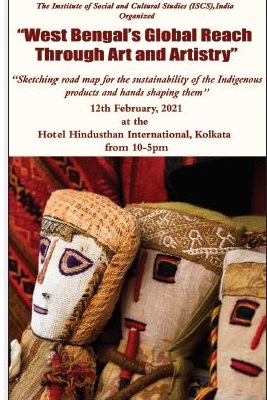 The Institute of Social and Cultural Studies (ISCS),India
Organized
“West Bengal’s Global Reach
Through Art and Artistry”
“Sketching road map for the sustainability of the Indigenous
products and hands shaping them”
12th February, 2021
at the
Hotel Hindusthan International, Kolkata
from 10-5pm